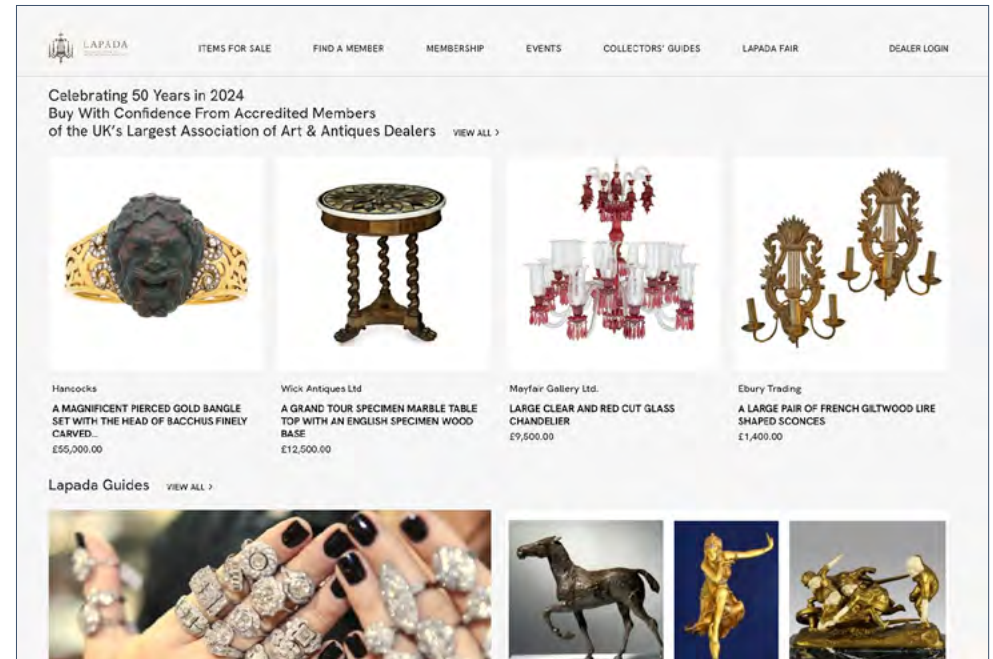 LAPADA
ITEMS FOR SALE
FIND A MEMBER
MEMBERSHIP
EVENTS
COLLECTORS' GUIDES
LAPADA FAIR
DEALER LOGIN
Celebrating 50 Years in 2024
Buy With Confidence From Accredited Members
of the UK's Largest Association of Art & Antiques Dealers VIEW ALL >
Hancocks
A MAGNIFICENT PIERCED GOLD BANGLE
SET WITH THE HEAD OF BACCHUS FINELY
CARVED...
£55,000.00
Wick Antiques Ltd
A GRAND TOUR SPECIMEN MARBLE TABLE
TOP WITH AN ENGLISH SPECIMEN WOOD
BASE
£12,500.00
Mayfair Gallery Ltd.
LARGE CLEAR AND RED CUT GLASS
CHANDELIER
£9,500.00
Ebury Trading
A LARGE PAIR OF FRENCH GILTWOOD LIRE
SHAPED SCONCES
£1,400.00
Lapada Guides VIEW ALL >